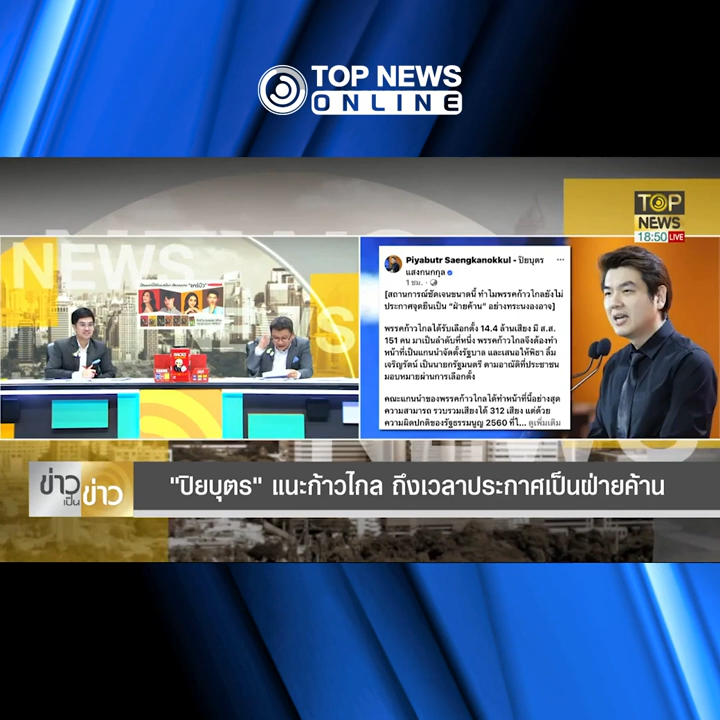 TOP NEWS
ONLINE
NEWS
TOP
NEWS
18:50 LIVE
Piyabutr Saengkanokkul - ปิยบุตร
แสงกนกกุล
1 ชม.
[สถานการณ์ชัดเจนขนาดนี้ ทำไมพรรคก้าวไกลยังไม่
ประกาศจุดยืนเป็น “ฝ่ายค้าน” อย่างทระนงองอาจ]
พรรคก้าวไกลได้รับเลือกตั้ง 14.4 ล้านเสียง มี ส.ส.
151 คน มาเป็นลำดับที่หนึ่ง พรรคก้าวไกลจึงต้องทำ
หน้าที่เป็นแกนนำจัดตั้งรัฐบาล และเสนอให้พิธา ลิ้ม
เจริญรัตน์ เป็นนายกรัฐมนตรี ตามอาณัติที่ประชาชน
มอบหมายผ่านการเลือกตั้ง
คณะแกนนำของพรรคก้าวไกลได้ทำหน้าที่นี้อย่างสุด
ความสามารถ รวบรวมเสียงได้ 312 เสียง แต่ด้วย
ความผิดปกติของรัฐธรรมนูญ 2560 ที่ใ... ดูเพิ่มเติม
ข่าว
เป็น
ข่าว
"ปิยบุตร" แนะก้าวไกล ถึงเวลาประกาศเป็นฝ่ายค้าน